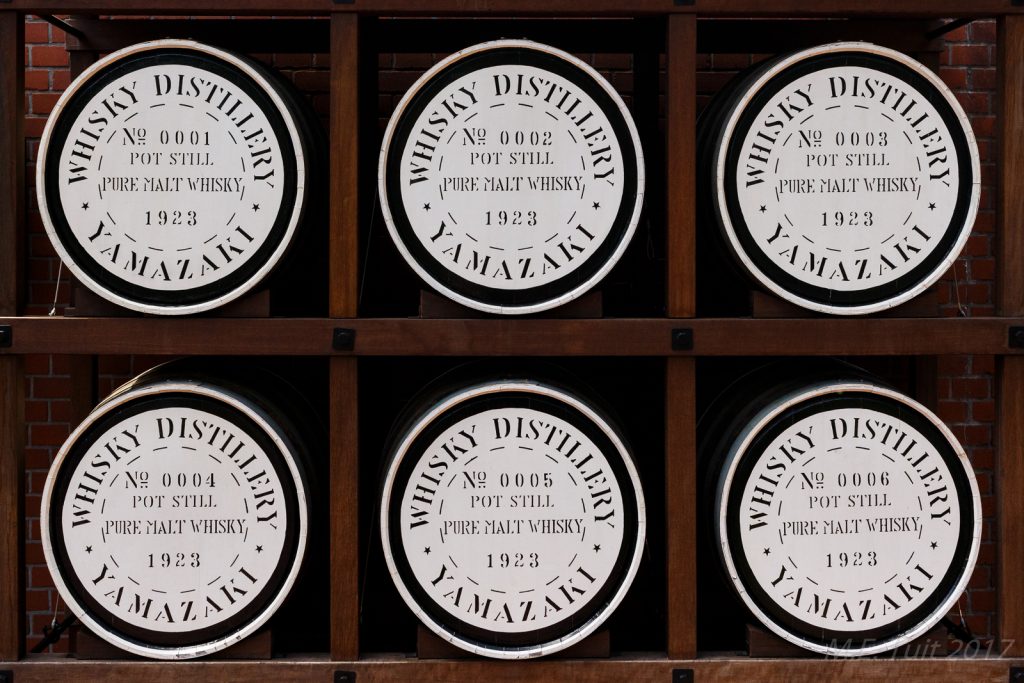 WHISKY DISTILLERY
Nº 0001
POT STILL
PURE MALT WHISKY
1923
YAMAZAKI
WHISKY DISTILLERY
Nº 0002
POT STILL
PURE MALT WHISKY
1923
YAMAZAKI
WHISKY DISTILLERY
Nº 0003
POT STILL
PURE MALT WHISKY
1923
YAMAZAKI
WHISKY DISTILLERY
Nº 0004
POT STILL
PURE MALT WHISKY
1923
YAMAZAKI
WHISKY DISTILLERY
Nº 0005
POT STILL
PURE MALT WHISKY
1923
YAMAZAKI
WHISKY DISTILLERY
Nº 0006
POT STILL
PURE MALT WHISKY
1923
YAMAZAKI
M.E. Tuit 2017